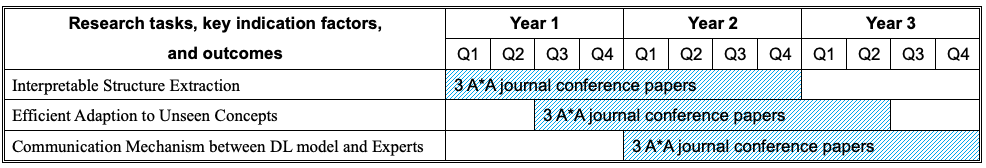 Research tasks, key indication factors,
and outcomes
Year 1 Year 2 Year 3
Q1 Q2 Q3 Q4 Q1 Q2 Q3 Q4 Q1 Q2 Q3 Q4
Interpretable Structure Extraction 3 A*A journal conference papers
Efficient Adaption to Unseen Concepts 3 A*A journal conference papers
Communication Mechanism between DL model and Experts 3 A*A journal conference papers